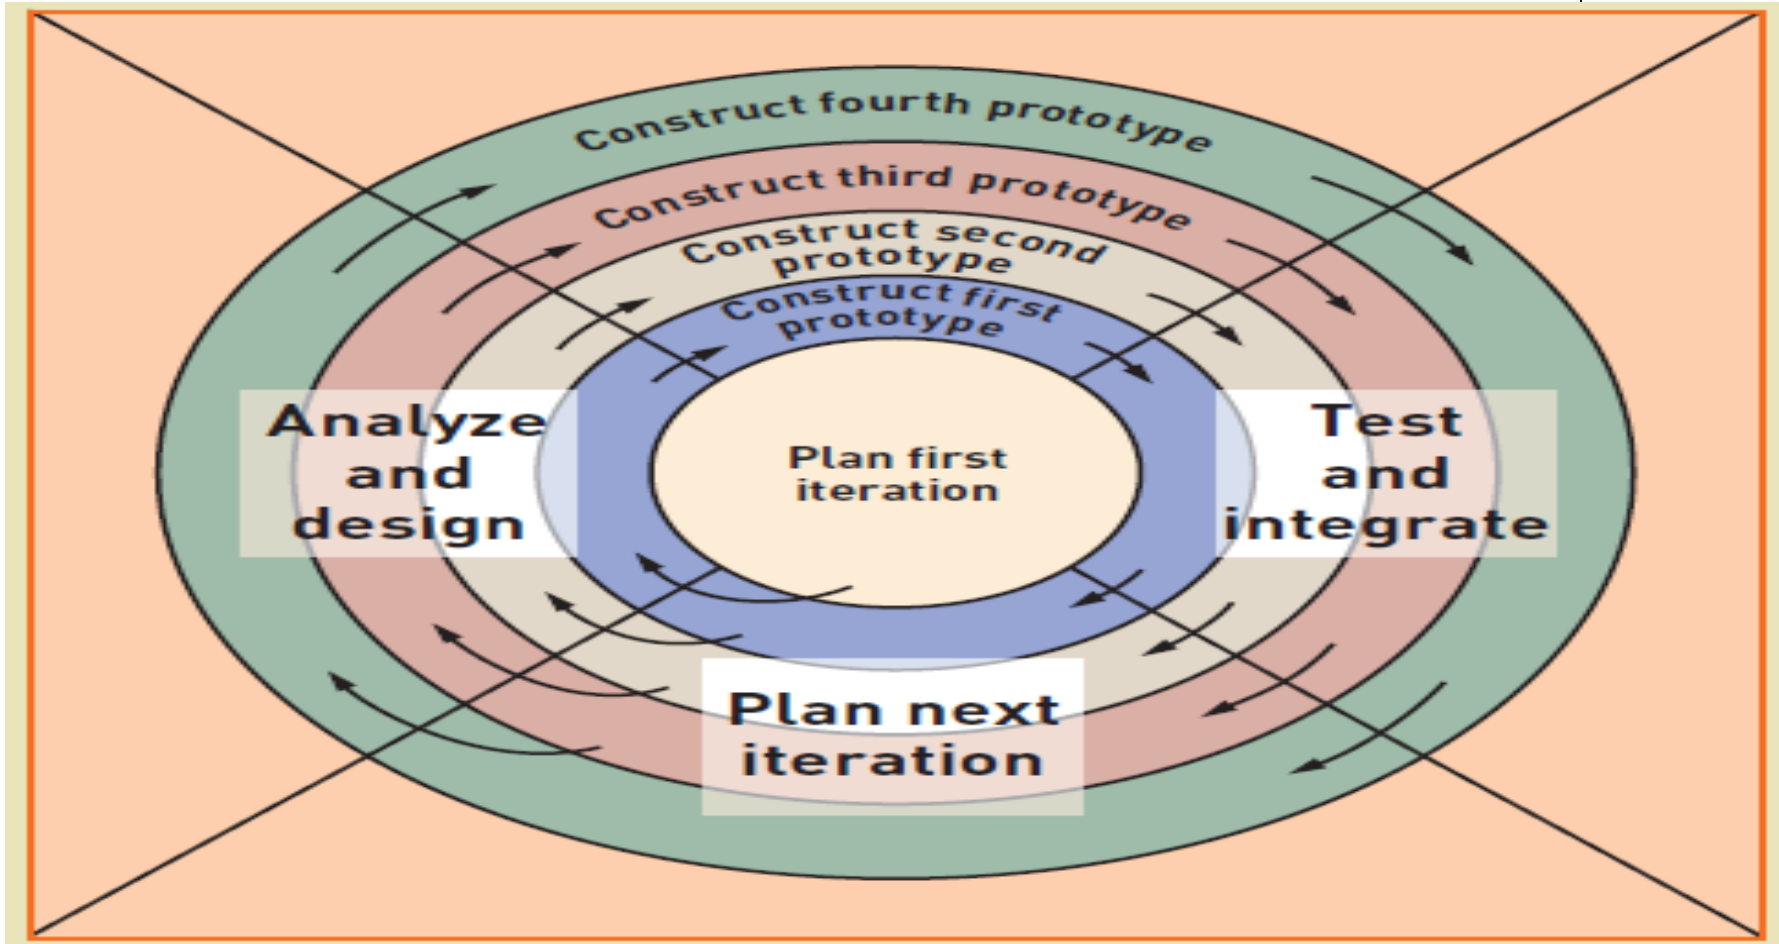 Construct fourth prototype
Construct third prototype
Construct second
prototype
Construct first
prototype
Plan first
iteration
Analyze
and
design
Test
and
integrate
Plan next
iteration